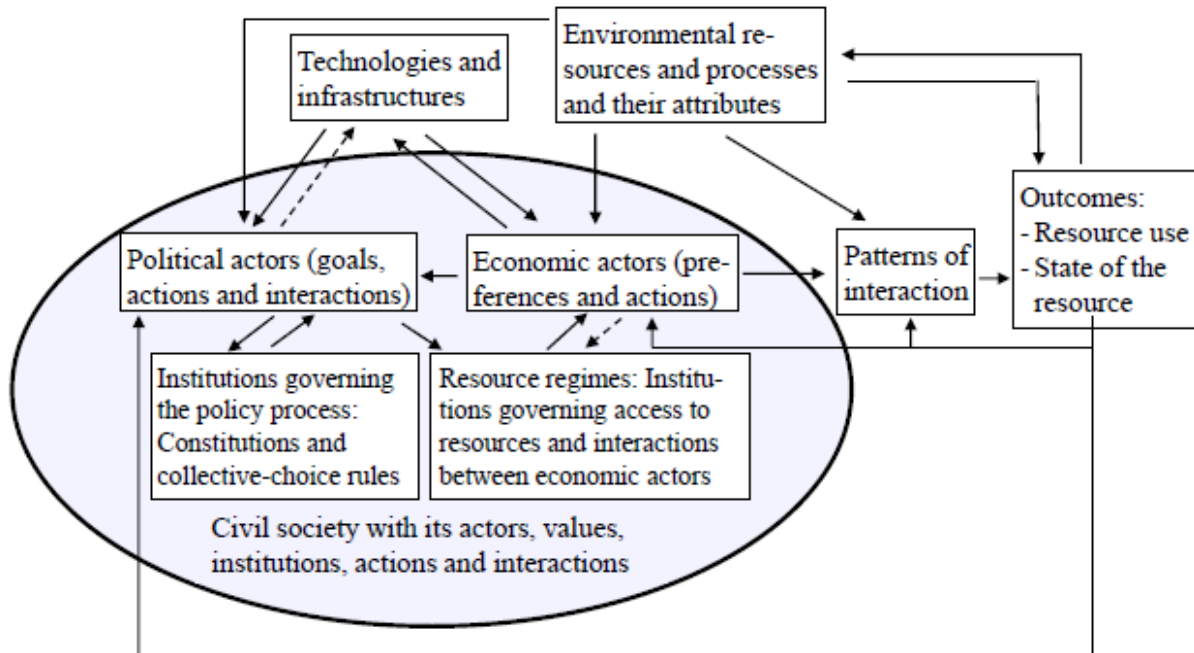 Technologies and
infrastructures
Environmental re-
sources and processes
and their attributes
Political actors (goals,
actions and interactions)
Economic actors (pre-
ferences and actions)
Patterns of
interaction
Outcomes:
- Resource use
- State of the
resource
Institutions governing
the policy process:
Constitutions and
collective-choice rules
Resource regimes: Institu-
tions governing access to
resources and interactions
between economic actors
Civil society with its actors, values,
institutions, actions and interactions